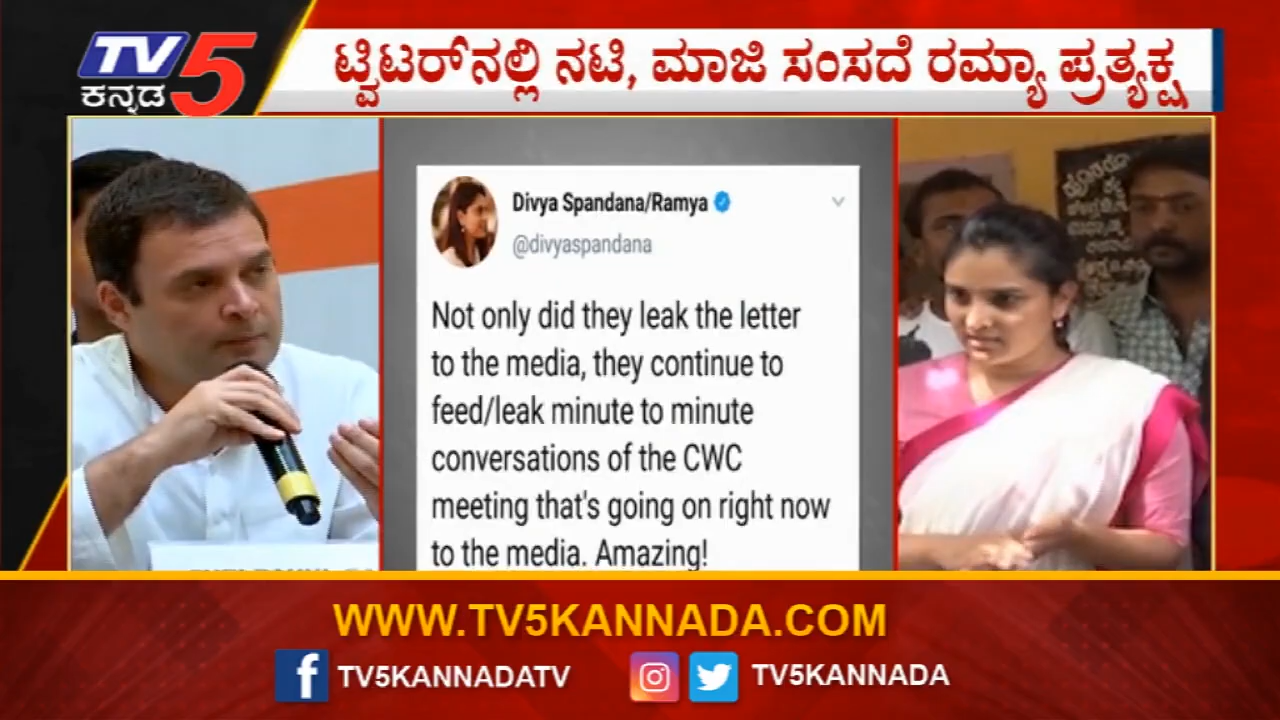 TV5
ಕನ್ನಡ
ಟ್ವಿಟರ್‌ನಲ್ಲಿ ನಟಿ, ಮಾಜಿ ಸಂಸದೆ ರಮ್ಯಾ ಪ್ರತ್ಯಕ್ಷ
Divya Spandana/Ramya
@divyaspandana
Not only did they leak the letter
to the media, they continue to
feed/leak minute to minute
conversations of the CWC
meeting that's going on right now
to the media. Amazing!
WWW.TV5KANNADA.COM
TV5KANNADATV
TV5KANNADA